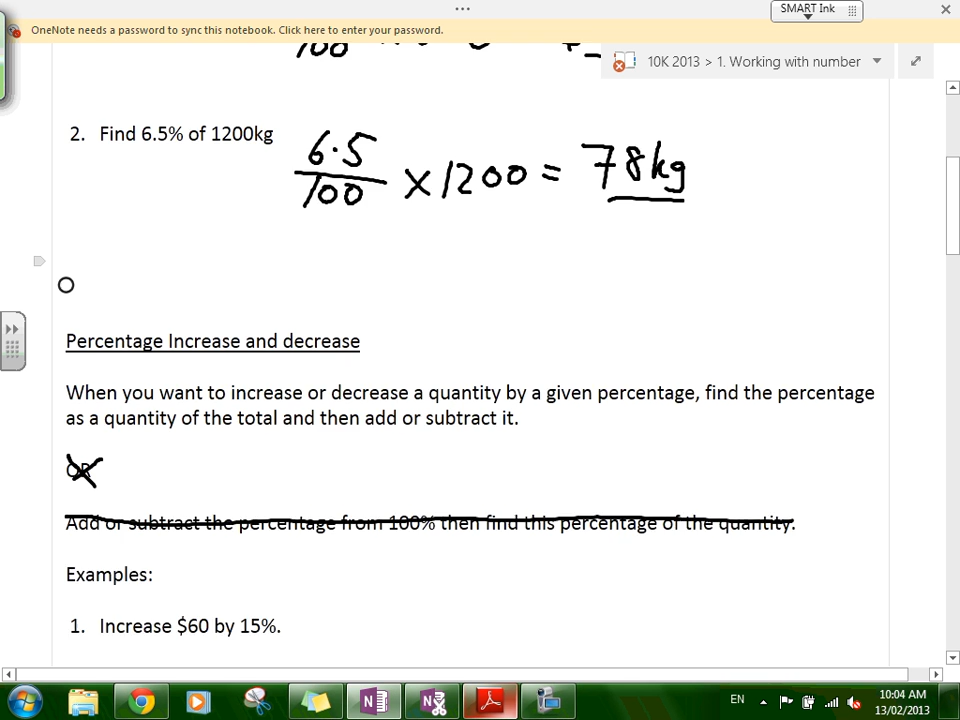 SMART Ink
OneNote needs a password to sync this notebook. Click here to enter your password.
100
10K 2013 > 1. Working with number
2. Find 6.5% of 1200kg
6.5
100 × 1200 = 78kg
Percentage Increase and decrease
When you want to increase or decrease a quantity by a given percentage, find the percentage
as a quantity of the total and then add or subtract it.
OR
Add or subtract the percentage from 100% then find this percentage of the quantity.
Examples:
1. Increase $60 by 15%.
EN
10:04 AM
13/02/2013